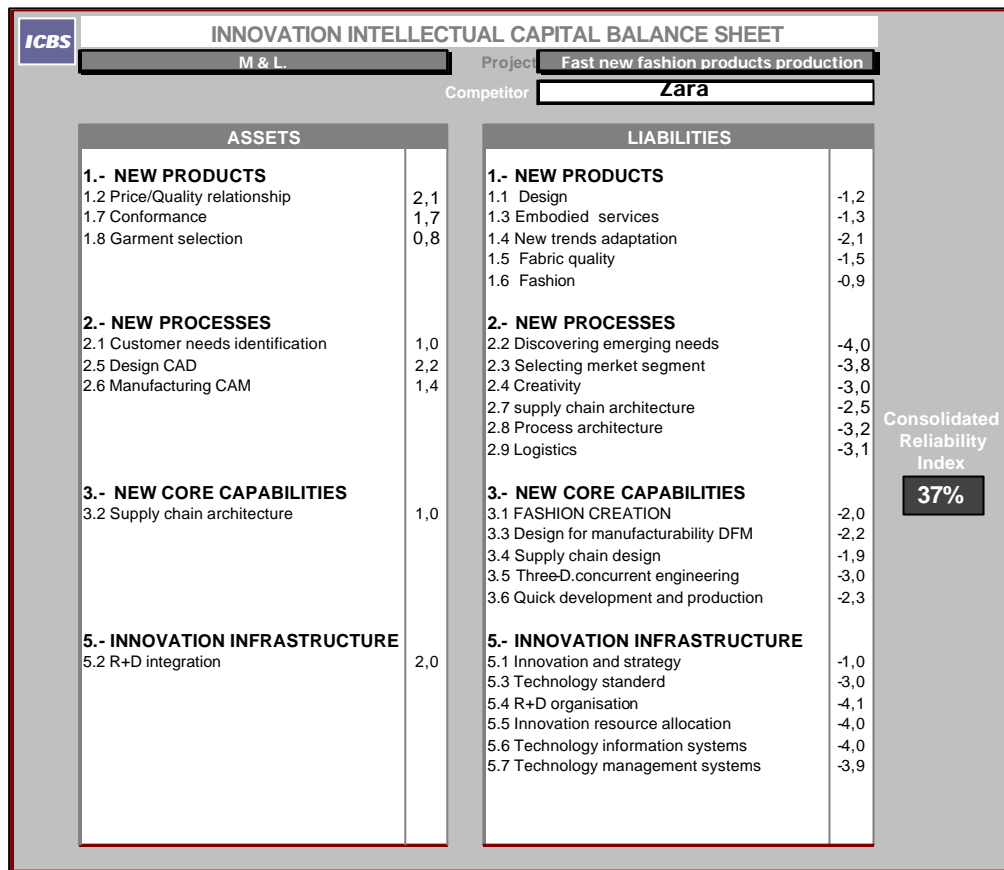 ICBS
INNOVATION INTELLECTUAL CAPITAL BALANCE SHEET
M & L.
Project Fast new fashion products production
Competitor Zara
ASSETS
1.- NEW PRODUCTS
1.2 Price/Quality relationship 2,1
1.7 Conformance 1,7
1.8 Garment selection 0,8
2.- NEW PROCESSES
2.1 Customer needs identification 1,0
2.5 Design CAD 2,2
2.6 Manufacturing CAM 1,4
3.- NEW CORE CAPABILITIES
3.2 Supply chain architecture 1,0
5.- INNOVATION INFRASTRUCTURE
5.2 R+D integration 2,0
LIABILITIES
1.- NEW PRODUCTS
1.1 Design -1,2
1.3 Embodied services -1,3
1.4 New trends adaptation -2,1
1.5 Fabric quality -1,5
1.6 Fashion -0,9
2.- NEW PROCESSES
2.2 Discovering emerging needs -4,0
2.3 Selecting merket segment -3,8
2.4 Creativity -3,0
2.7 supply chain architecture -2,5
2.8 Process architecture -3,2
2.9 Logistics -3,1
3.- NEW CORE CAPABILITIES
3.1 FASHION CREATION -2,0
3.3 Design for manufacturability DFM -2,2
3.4 Supply chain design -1,9
3.5 Three-D.concurrent engineering -3,0
3.6 Quick development and production -2,3
5.- INNOVATION INFRASTRUCTURE
5.1 Innovation and strategy -1,0
5.3 Technology standerd -3,0
5.4 R+D organisation -4,1
5.5 Innovation resource allocation -4,0
5.6 Technology information systems -4,0
5.7 Technology management systems -3,9
Consolidated
Reliability
Index
37%